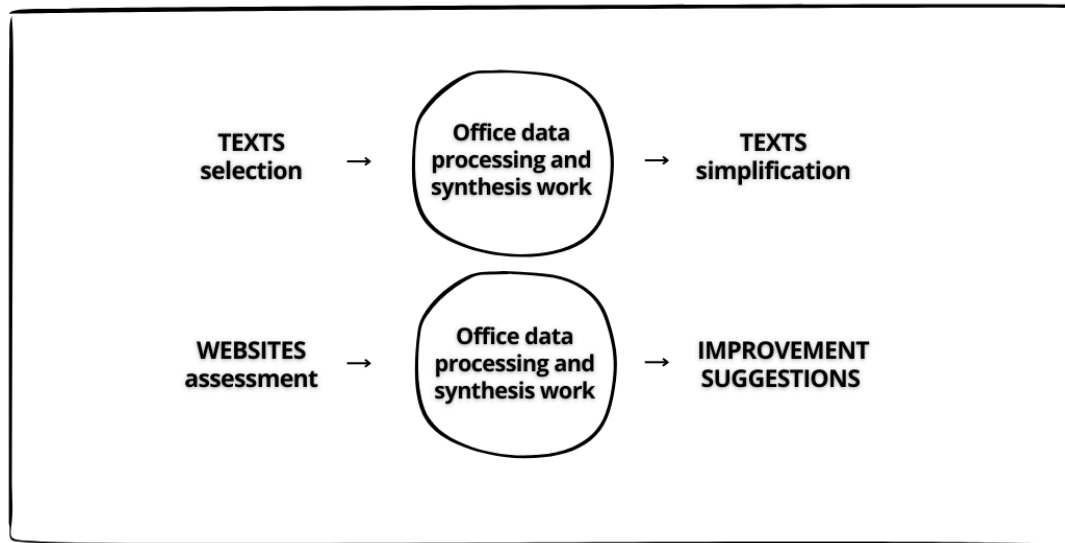 TEXTS
selection
→
Office data
processing and
synthesis work
→
TEXTS
simplification
WEBSITES
assessment
→
Office data
processing and
synthesis work
→
IMPROVEMENT
SUGGESTIONS